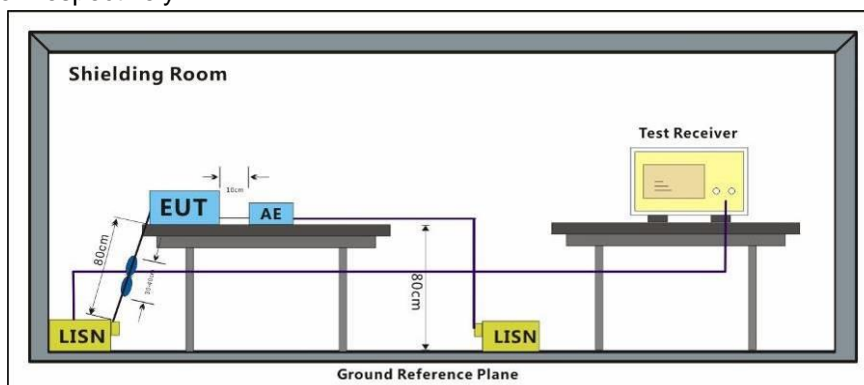 Shielding Room
Test Receiver
10cm
EUT
AE
80cm
80cm
LISN
LISN
Ground Reference Plane